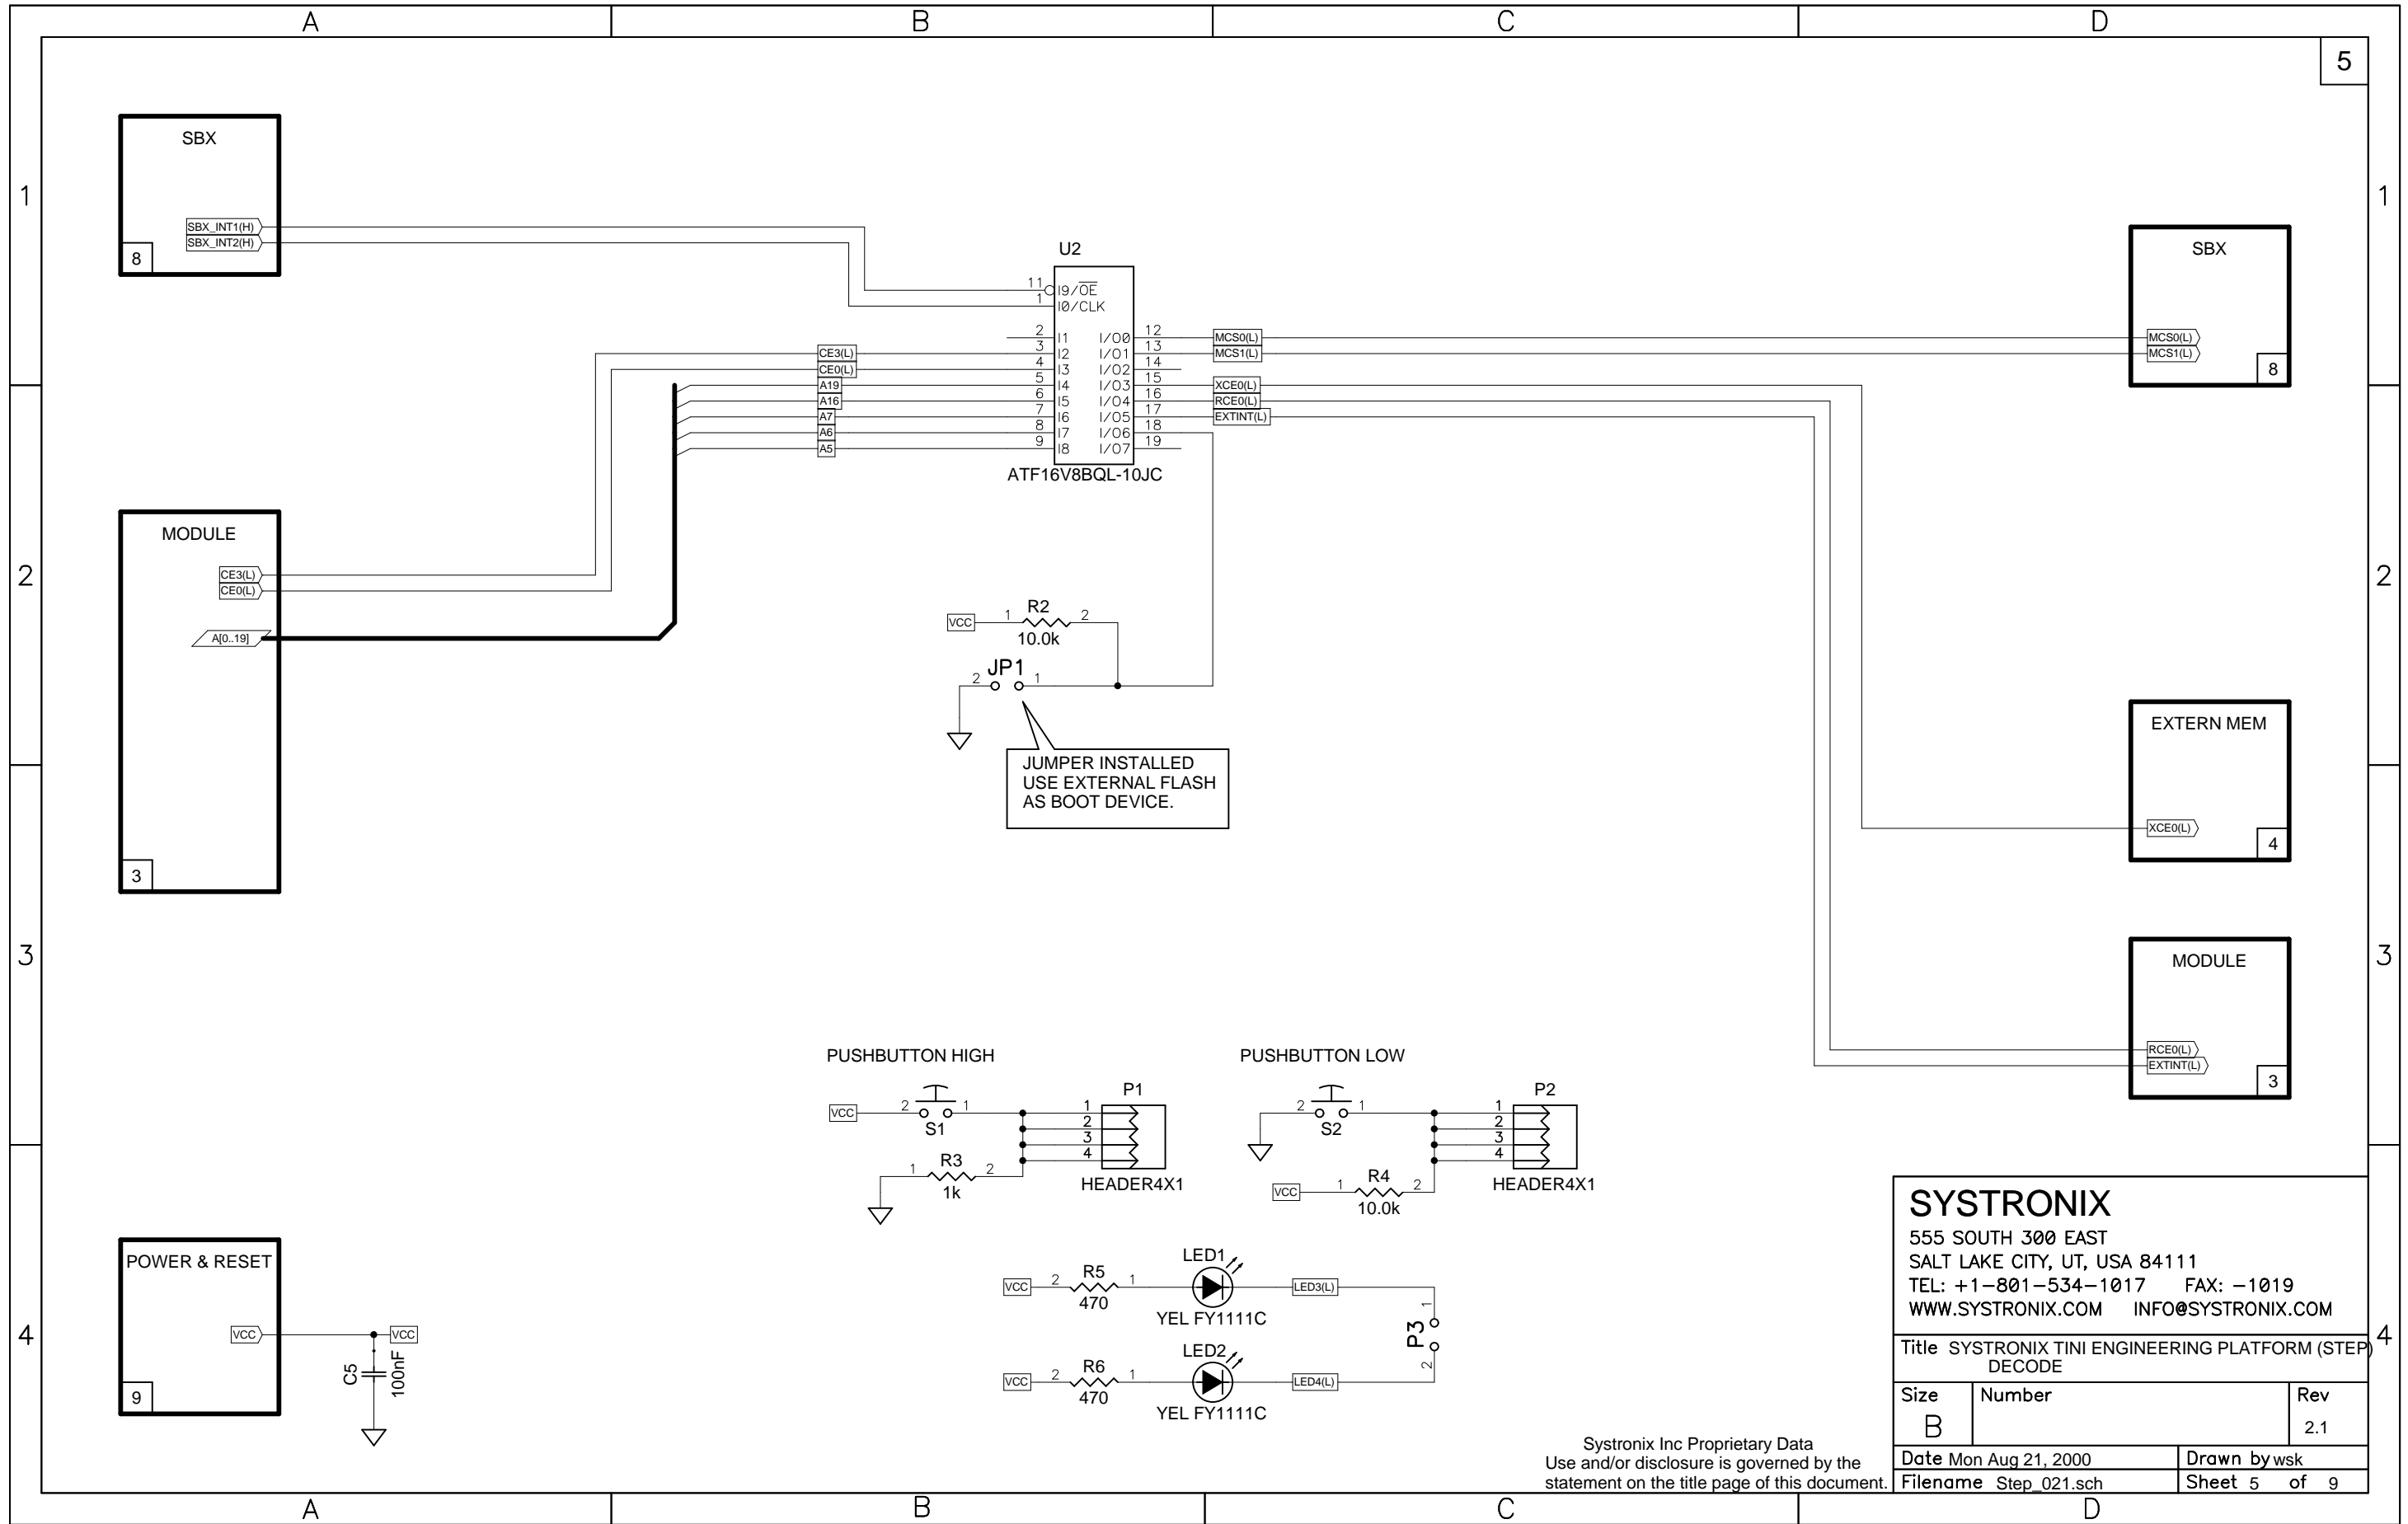 A
B
C
D
5
1
2
3
4
1
2
3
4
SBX
SBX_INT1(H)
SBX_INT2(H)
8
MODULE
CE3(L)
CE0(L)
A[0..19]
3
POWER & RESET
VCC
VCC
9
C5
100nF
CE3(L)
CE0(L)
A19
A16
A7
A6
A5
U2
11 I9/OE
1 I0/CLK
2 I1 I/O0 12
3 I2 I/O1 13
4 I3 I/O2 14
5 I4 I/O3 15
6 I5 I/O4 16
7 I6 I/O5 17
8 I7 I/O6 18
9 I8 I/O7 19
ATF16V8BQL-10JC
MCS0(L)
MCS1(L)
XCE0(L)
RCE0(L)
EXTINT(L)
SBX
MCS0(L)
MCS1(L)
8
EXTERN MEM
XCE0(L)
4
MODULE
RCE0(L)
EXTINT(L)
3
R2
VCC 1 2
10.0k
JP1
2 1
JUMPER INSTALLED
USE EXTERNAL FLASH
AS BOOT DEVICE.
PUSHBUTTON HIGH
VCC 2 1
S1
P1
1
2
3
4
HEADER4X1
R3
1 2
1k
PUSHBUTTON LOW
2 1
S2
P2
1
2
3
4
HEADER4X1
R4
VCC 1 2
10.0k
LED1
R5
VCC 2 1
470
LED3(L)
YEL FY1111C
LED2
R6
VCC 2 1
470
LED4(L)
YEL FY1111C
P3
1
2
Systronix Inc Proprietary Data
Use and/or disclosure is governed by the
statement on the title page of this document.
SYSTRONIX
555 SOUTH 300 EAST
SALT LAKE CITY, UT, USA 84111
TEL: +1-801-534-1017 FAX: -1019
WWW.SYSTRONIX.COM INFO@SYSTRONIX.COM
Title SYSTRONIX TINI ENGINEERING PLATFORM (STEP)
DECODE
Size Number Rev
B 2.1
Date Mon Aug 21, 2000 Drawn by wsk
Filename Step_021.sch Sheet 5 of 9
A
B
C
D